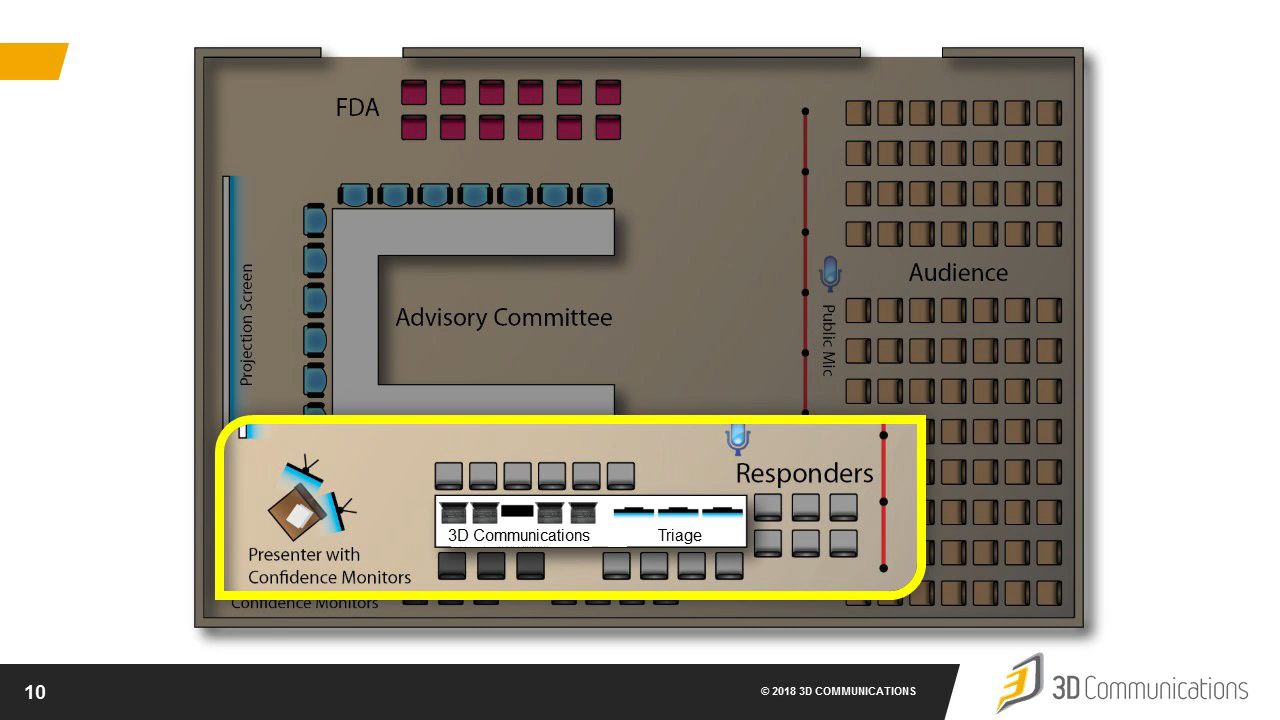 FDA
Projection Screen
Advisory Committee
Public Mic
Audience
Responders
3D Communications
Triage
Presenter with
Confidence Monitors
Confidence Monitors
10
© 2018 3D COMMUNICATIONS
3D Communications